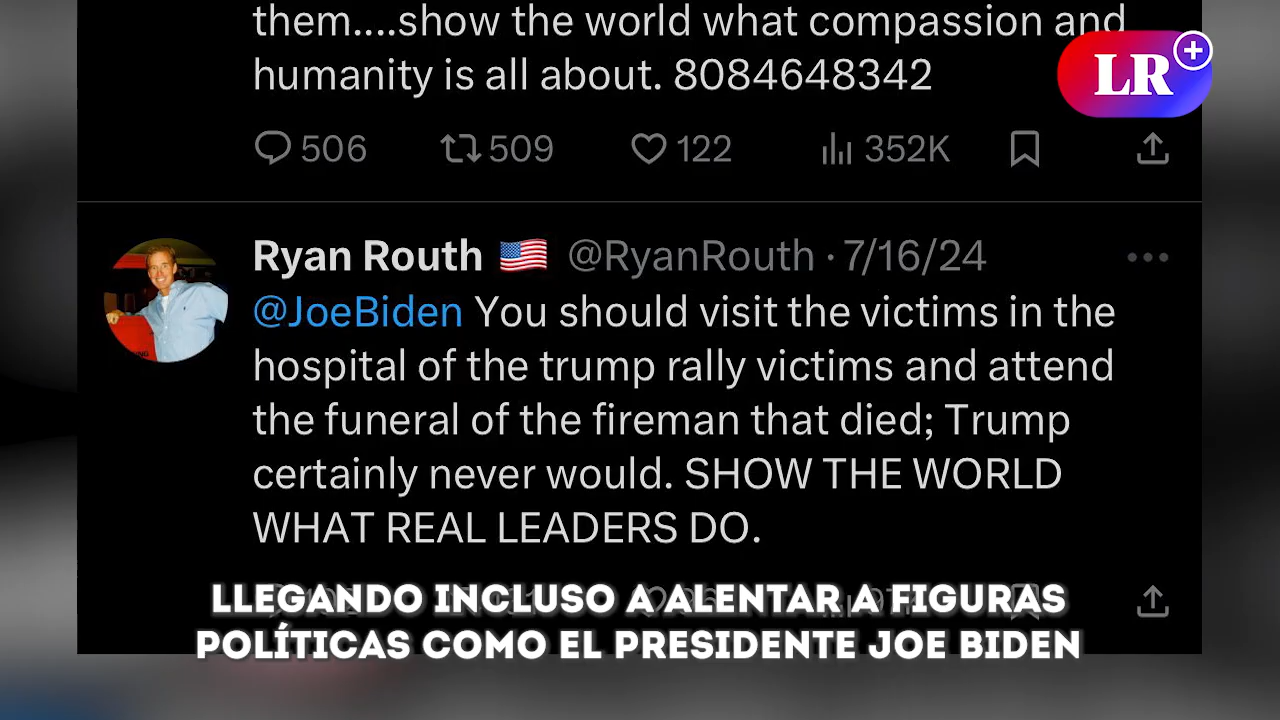 them....show the world what compassion and
humanity is all about. 8084648342
LR+
506 509 122 352K
Ryan Routh 🇺🇸 @RyanRouth · 7/16/24
@JoeBiden You should visit the victims in the
hospital of the trump rally victims and attend
the funeral of the fireman that died; Trump
certainly never would. SHOW THE WORLD
WHAT REAL LEADERS DO.
LLEGANDO INCLUSO A ALENTAR A FIGURAS
POLÍTICAS COMO EL PRESIDENTE JOE BIDEN